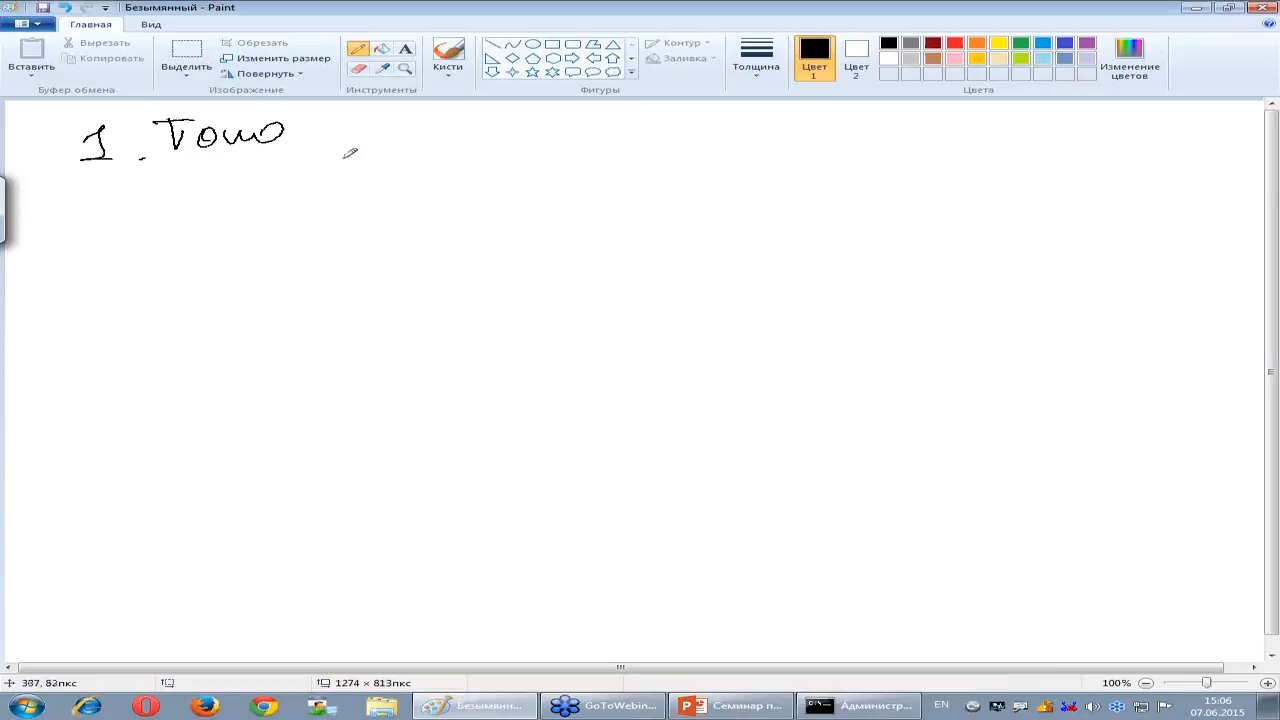 Безымянный - Paint
Главная Вид
Вставить
Вырезать
Копировать
Буфер обмена
Выделить
Обрезать
Изменить размер
Повернуть
Изображение
A
Инструменты
Кисти
Контур
Заливка
Фигуры
Толщина
Цвет 1
Цвет 2
Изменение цветов
Цвета
1.
387, 82пкс
1274 × 813пкс
100%
Безымянн...
GoToWebin...
Семинар п...
Администр...
EN
15:06
07.06.2015